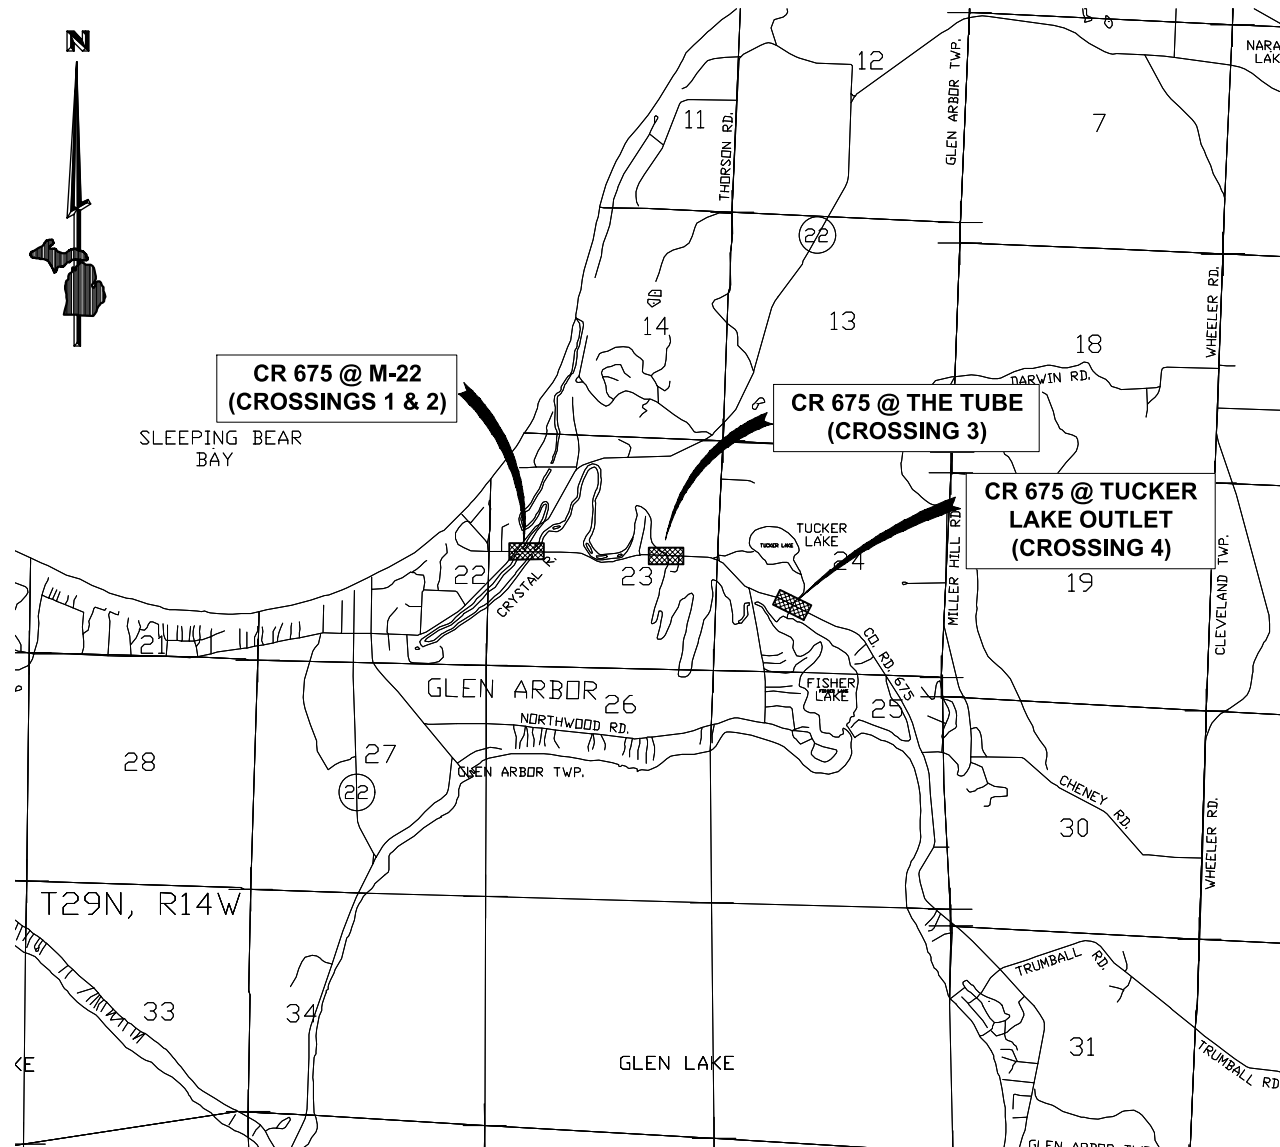 N
12
GLEN ARBOR TWP.
NARA
LAK
11
THORSON RD.
7
22
14
13
WHEELER RD.
18
DARWIN RD.
CR 675 @ M-22
(CROSSINGS 1 & 2)
CR 675 @ THE TUBE
(CROSSING 3)
SLEEPING BEAR
BAY
CR 675 @ TUCKER
LAKE OUTLET
(CROSSING 4)
TUCKER
LAKE
TUCKER LAKE
24
MILLER HILL RD.
22
CRYSTAL R.
23
19
CLEVELAND TWP.
21
CO. RD. 675
GLEN ARBOR
26
FISHER
LAKE
FISHER LAKE
25
NORTHWOOD RD.
28
27
GLEN ARBOR TWP.
22
CHENEY RD.
30
WHEELER RD.
T29N, R14W
TRUMBALL RD.
33
34
31
KE
GLEN LAKE
TRUMBALL RD
GLEN ARBOR TWP